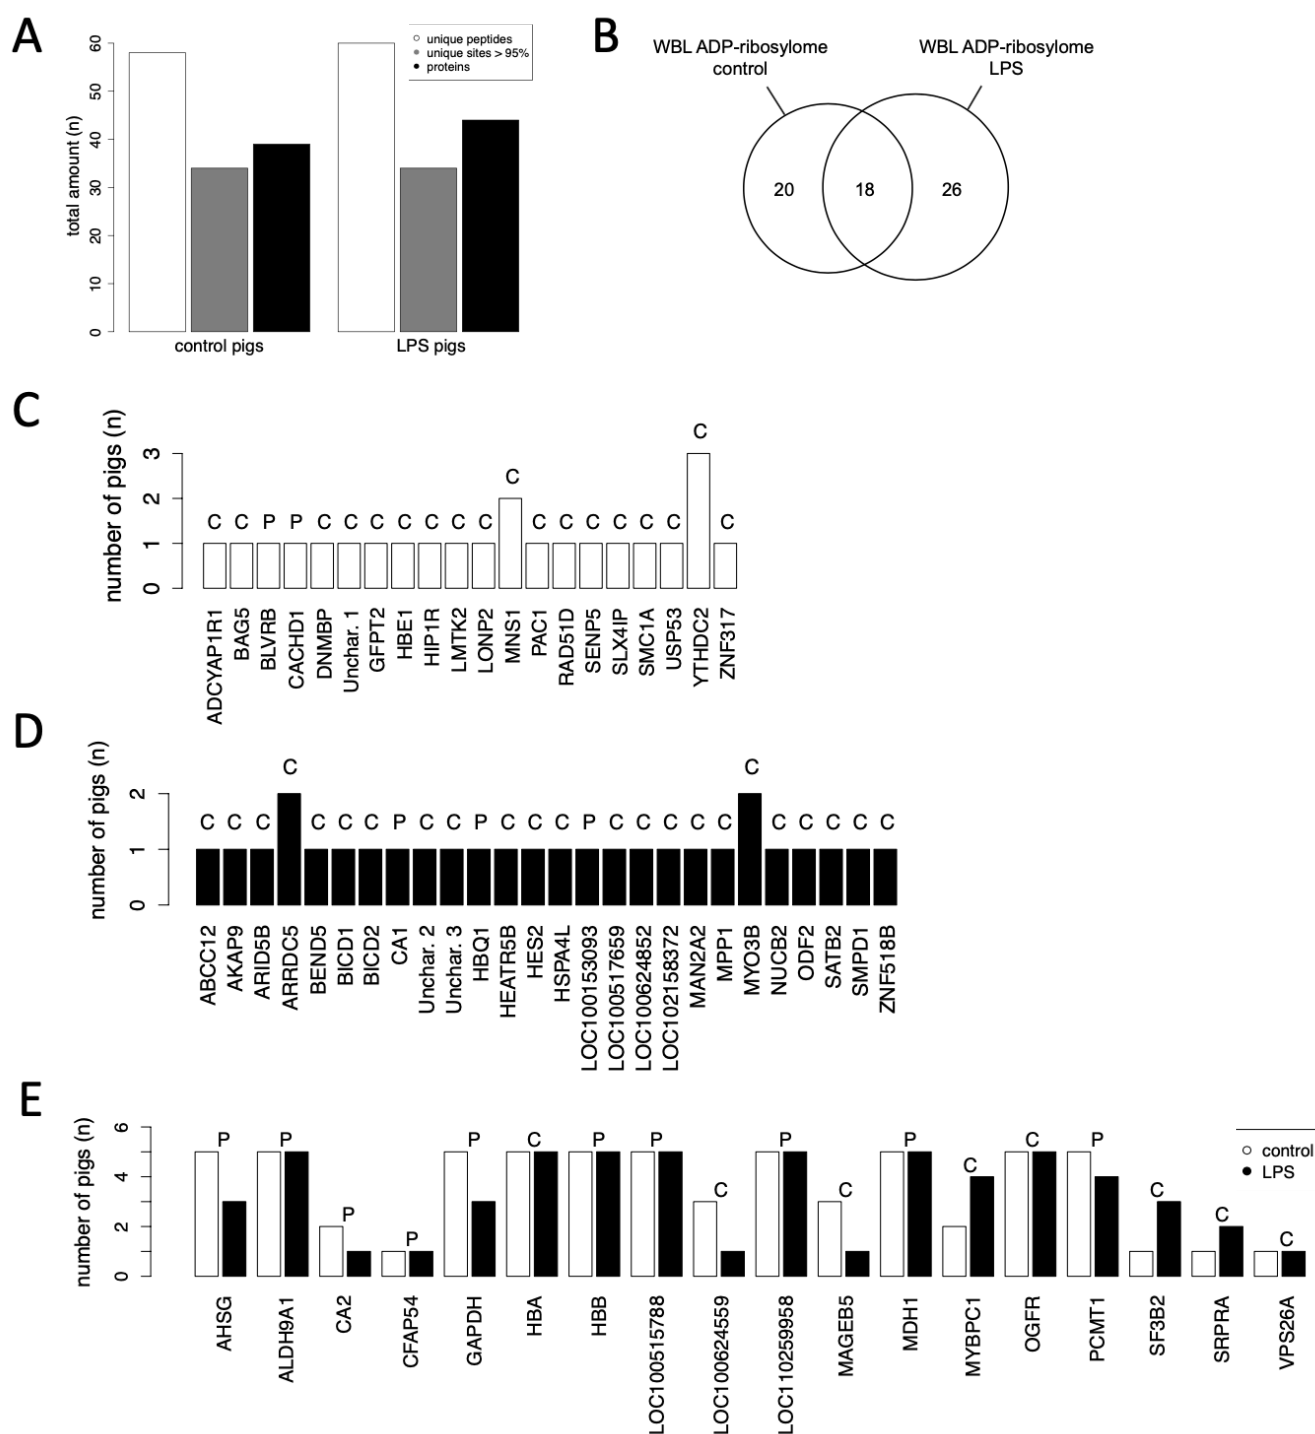 A
60
50
40
30
20
10
0
total amount (n)
unique peptides
unique sites > 95%
proteins
control pigs
LPS pigs
B
WBL ADP-ribosylome
control
WBL ADP-ribosylome
LPS
20
18
26
C
number of pigs (n)
3
2
1
0
C C P P C C C C C C C C C C C C C C C C
ADCYAP1R1
BAG5
BLVRB
CACHD1
DNMBP
Unchar. 1
GFPT2
HBE1
HIP1R
LMTK2
LONP2
MNS1
PAC1
RAD51D
SENP5
SLX4IP
SMC1A
USP53
YTHDC2
ZNF317
D
number of pigs (n)
2
1
0
C C C C C C C P C C P C C C P C C C C C C C C C C C
ABCC12
AKAP9
ARID5B
ARRDC5
BEND5
BICD1
BICD2
CA1
Unchar. 2
Unchar. 3
HBQ1
HEATR5B
HES2
HSPA4L
LOC100153093
LOC100517659
LOC100624852
LOC102158372
MAN2A2
MPP1
MYO3B
NUCB2
ODF2
SATB2
SMPD1
ZNF518B
E
number of pigs (n)
6
4
2
0
P P P P P C P P C P C P C C P C C C
control
LPS
AHSG
ALDH9A1
CA2
CFAP54
GAPDH
HBA
HBB
LOC100515788
LOC100624559
LOC110259958
MAGEB5
MDH1
MYBPC1
OGFR
PCMT1
SF3B2
SRPRA
VPS26A